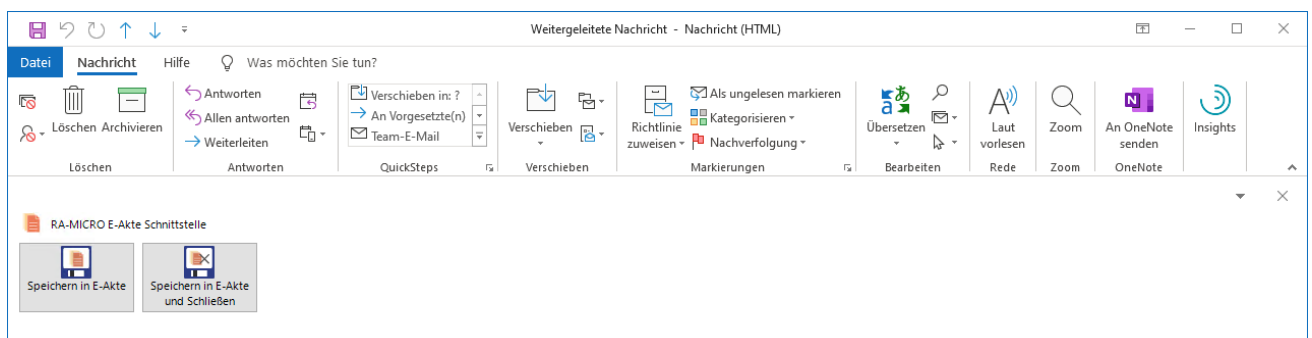 Weitergeleitete Nachricht - Nachricht (HTML)
Datei Nachricht Hilfe Was möchten Sie tun?
Löschen Archivieren
Löschen
Antworten
Allen antworten
Weiterleiten
Antworten
Verschieben in: ?
An Vorgesetzte(n)
Team-E-Mail
QuickSteps
Verschieben
Verschieben
Richtlinie
zuweisen
Als ungelesen markieren
Kategorisieren
Nachverfolgung
Markierungen
Übersetzen
Bearbeiten
Laut
vorlesen
Rede
Zoom
Zoom
An OneNote
senden
OneNote
Insights
RA-MICRO E-Akte Schnittstelle
Speichern in E-Akte
Speichern in E-Akte
und Schließen